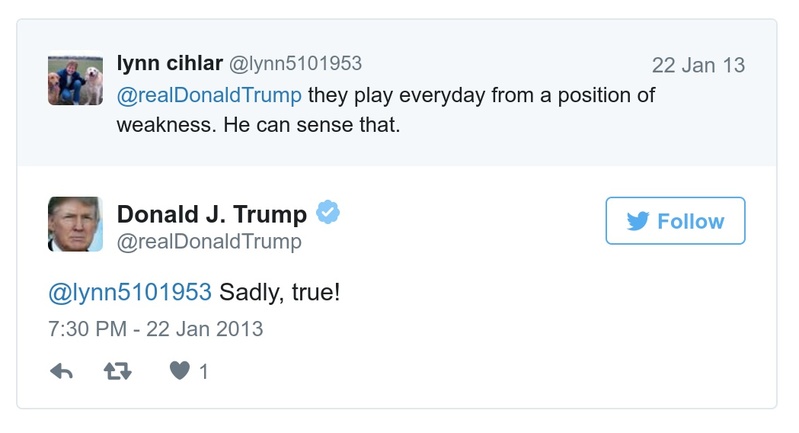 lynn cihlar @lynn5101953 22 Jan 13
@realDonaldTrump they play everyday from a position of
weakness. He can sense that.
Donald J. Trump
@realDonaldTrump
Follow
@lynn5101953 Sadly, true!
7:30 PM - 22 Jan 2013
1